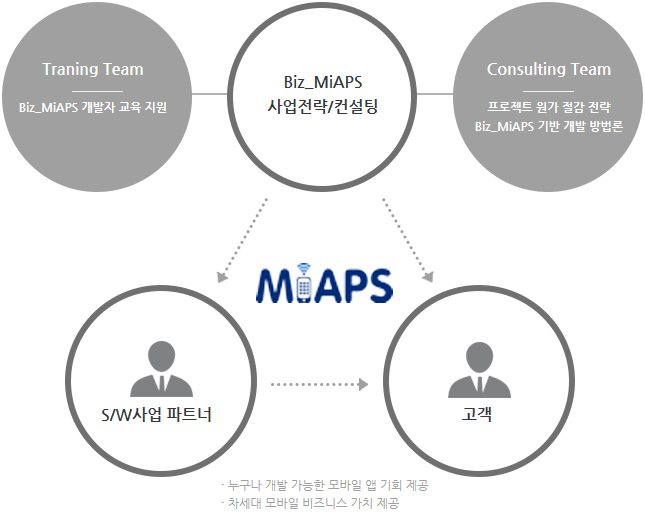 Traning Team
Biz_MiAPS 개발자 교육 지원
Biz_MiAPS
사업전략/컨설팅
Consulting Team
프로젝트 원가 절감 전략
Biz_MiAPS 기반 개발 방법론
MiAPS
S/W사업 파트너
고객
· 누구나 개발 가능한 모바일 앱 기회 제공
· 차세대 모바일 비즈니스 가치 제공